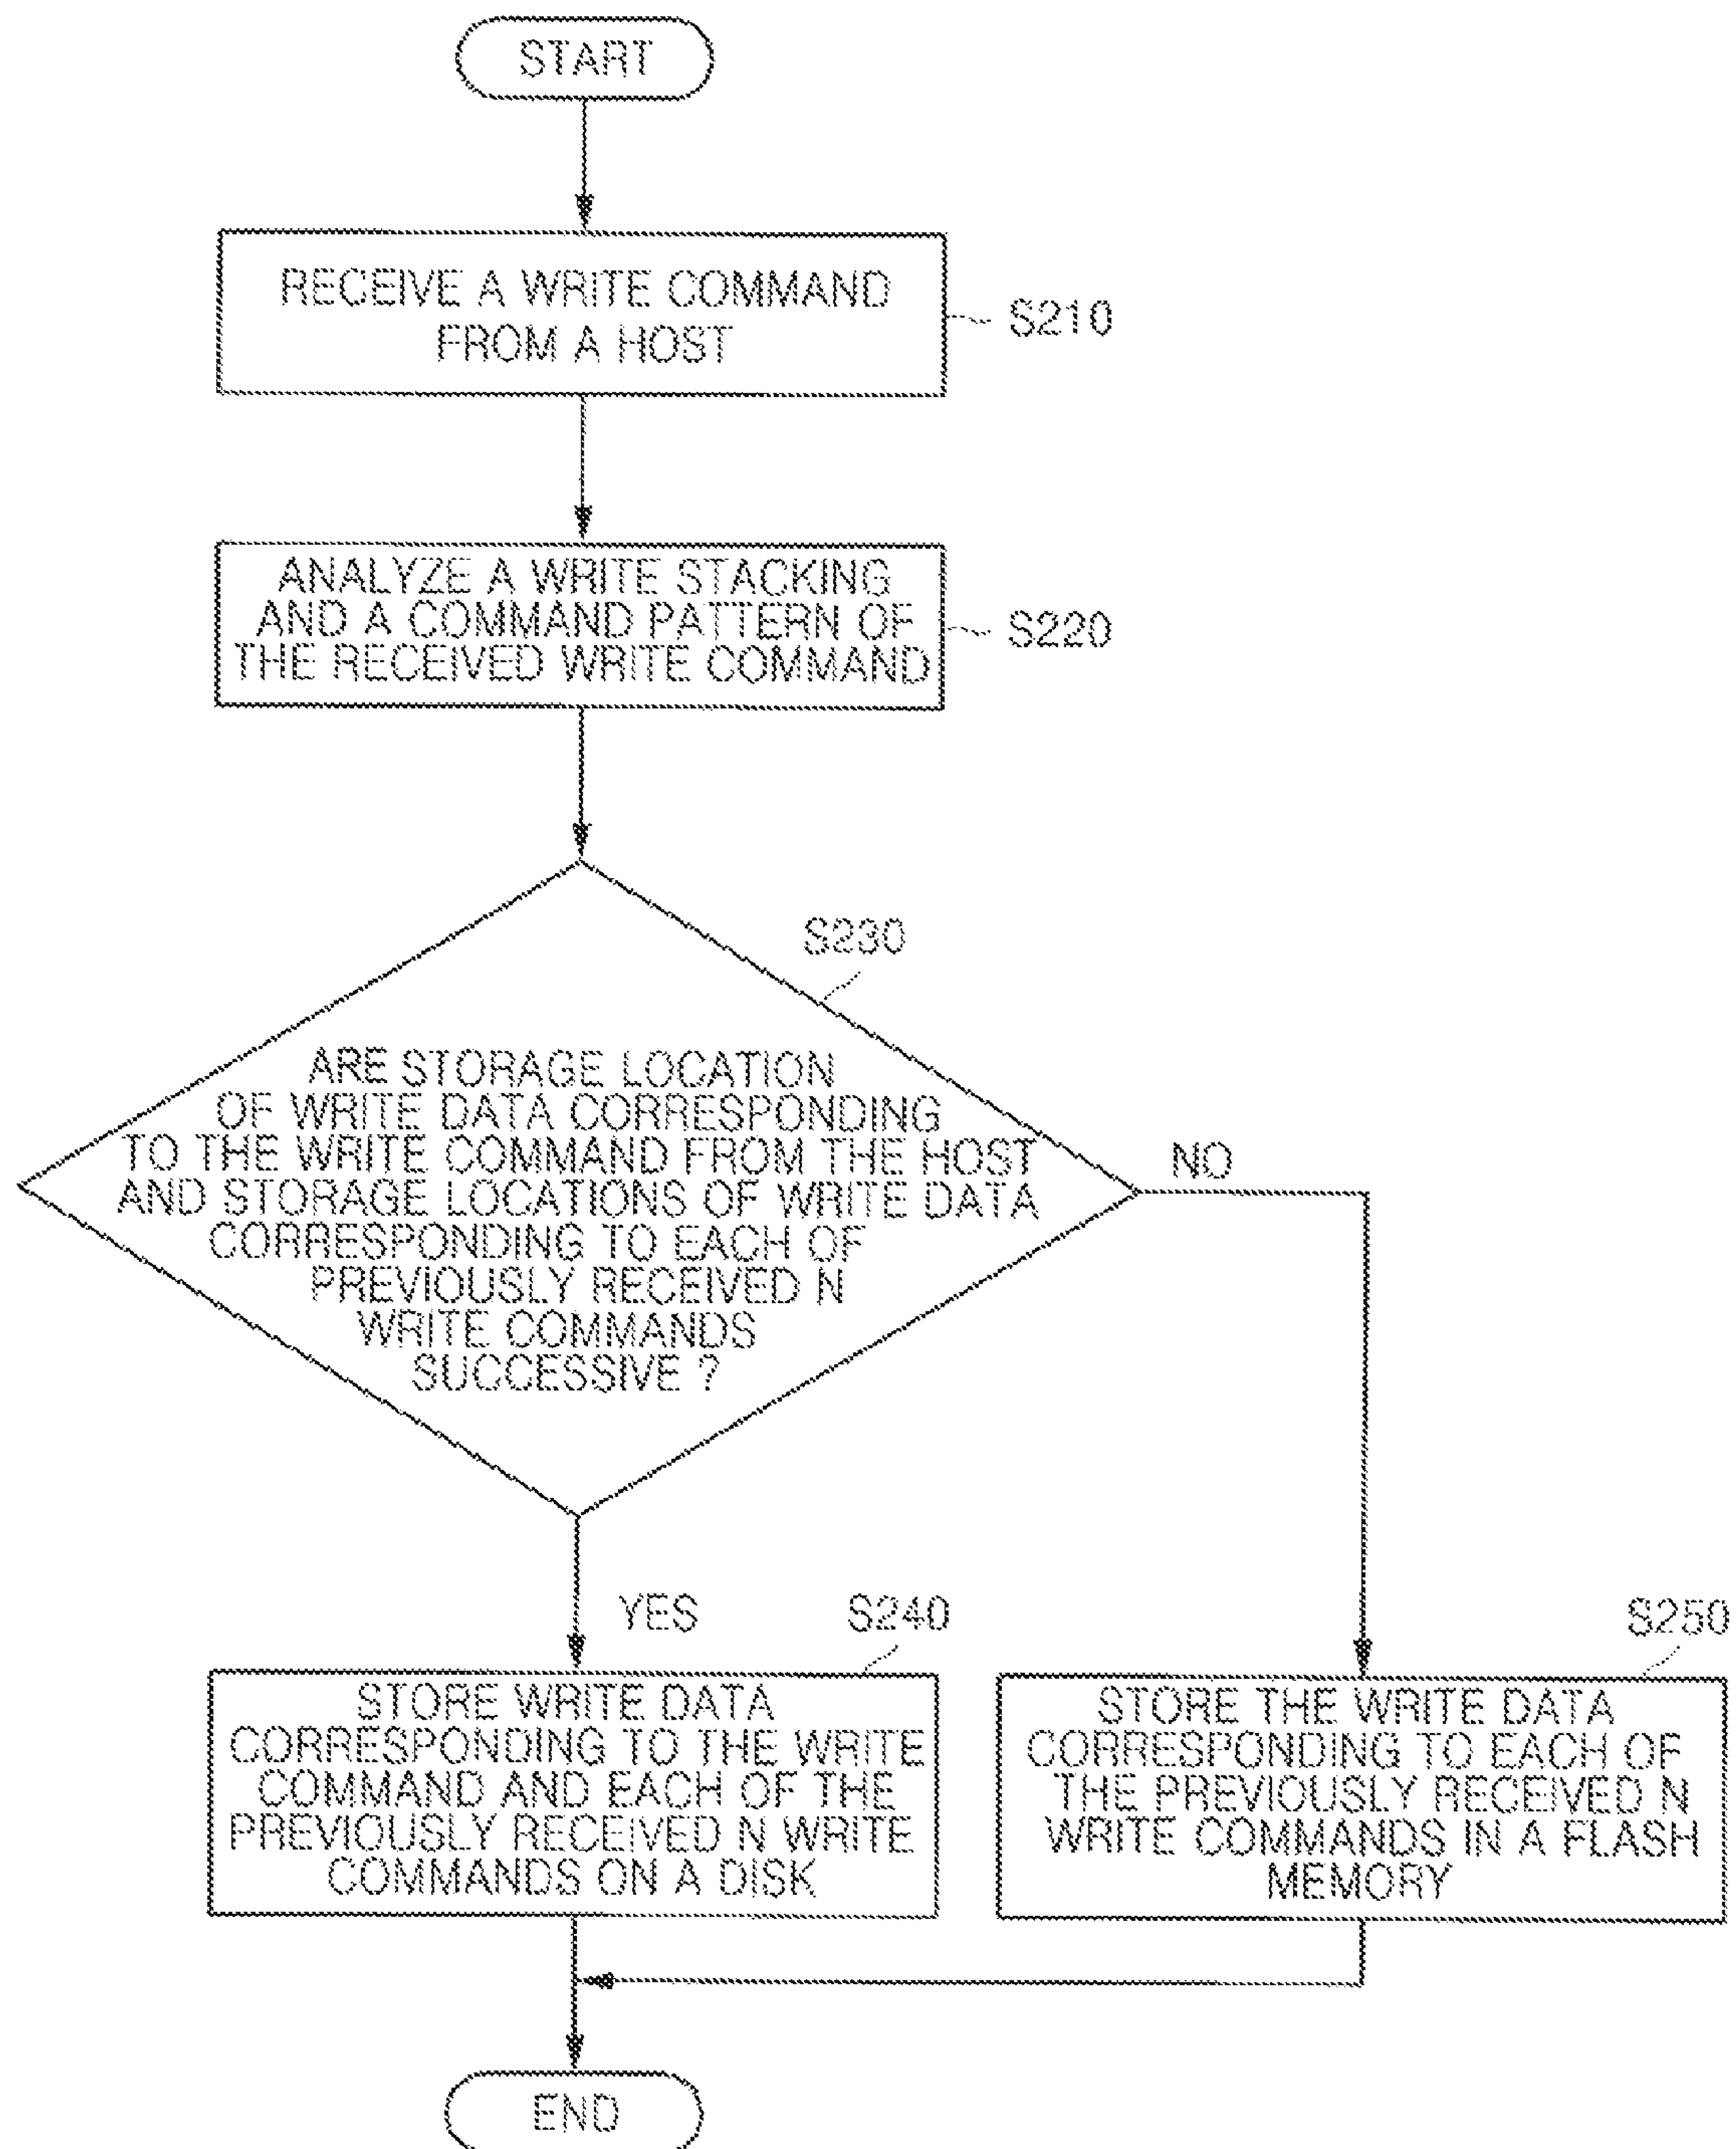 START
RECEIVE A WRITE COMMAND
FROM A HOST
S210
ANALYZE A WRITE STACKING
AND A COMMAND PATTERN OF
THE RECEIVED WRITE COMMAND
S220
S230
ARE STORAGE LOCATION
OF WRITE DATA CORRESPONDING
TO THE WRITE COMMAND FROM THE HOST
AND STORAGE LOCATIONS OF WRITE DATA
CORRESPONDING TO EACH OF
PREVIOUSLY RECEIVED N
WRITE COMMANDS
SUCCESSIVE ?
NO
YES
S240
STORE WRITE DATA
CORRESPONDING TO THE WRITE
COMMAND AND EACH OF THE
PREVIOUSLY RECEIVED N WRITE
COMMANDS ON A DISK
S250
STORE THE WRITE DATA
CORRESPONDING TO EACH OF
THE PREVIOUSLY RECEIVED N
WRITE COMMANDS IN A FLASH
MEMORY
END